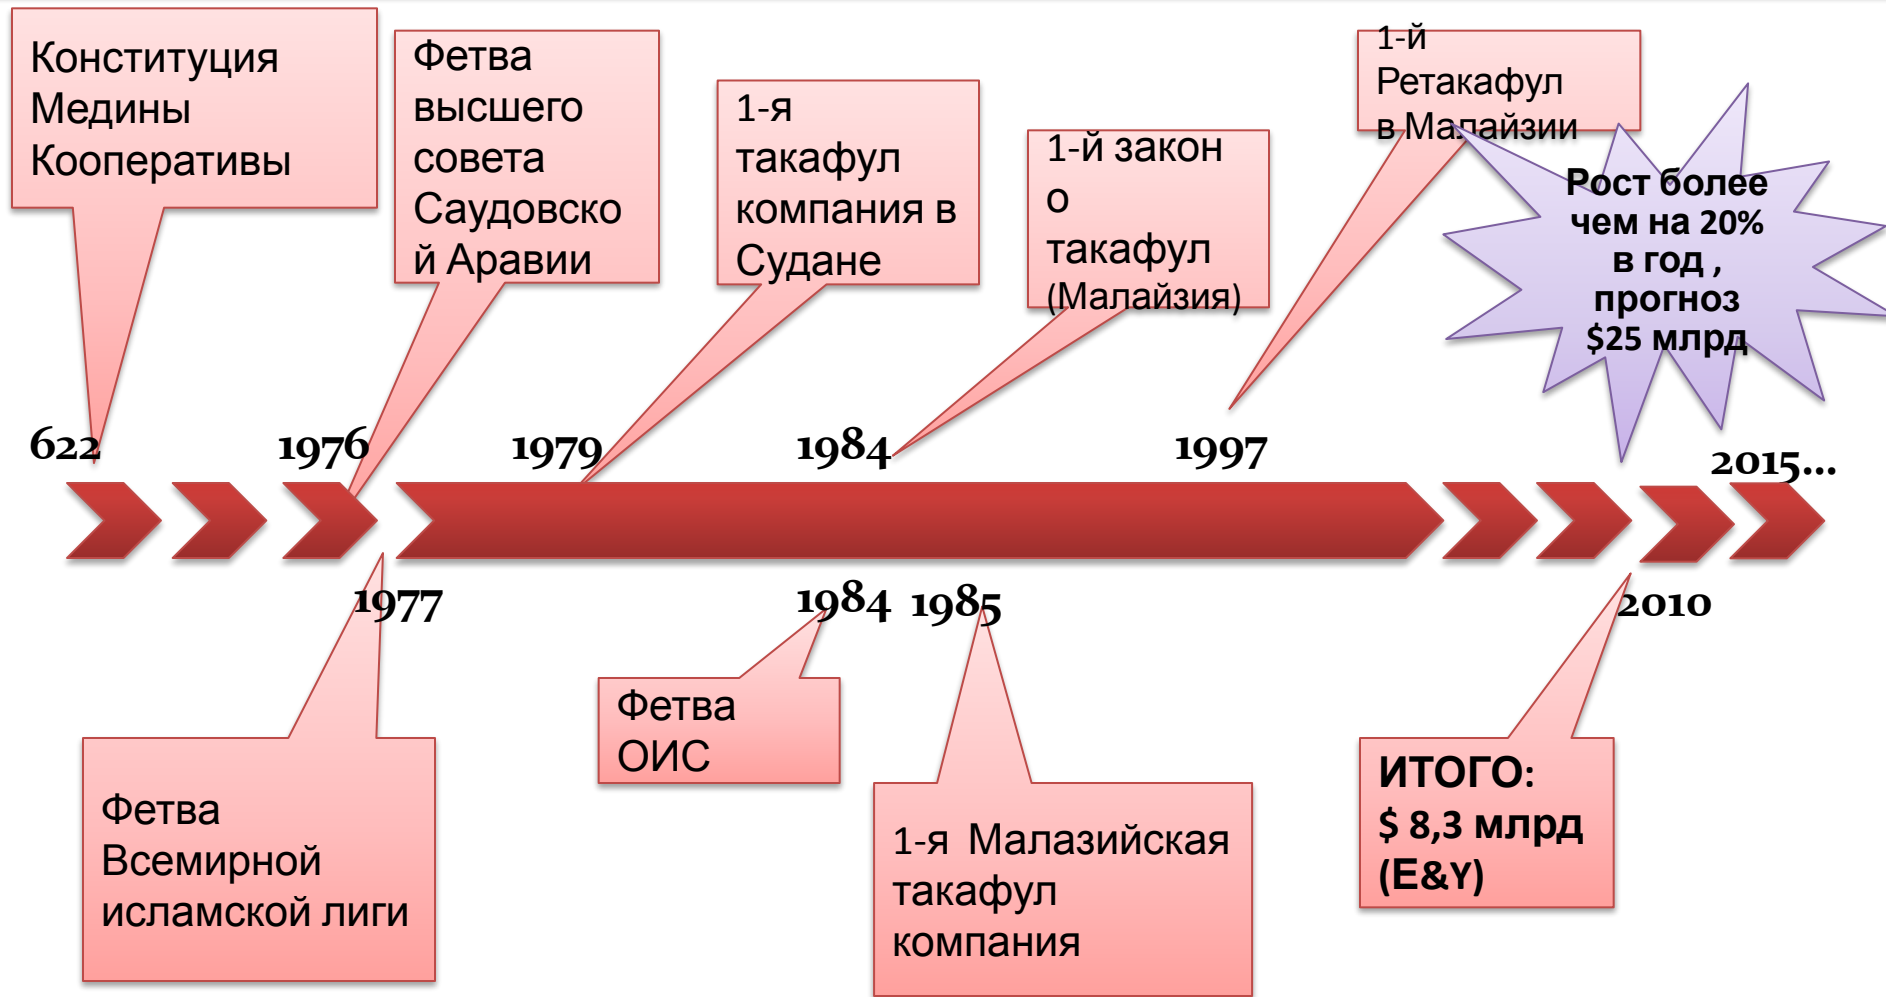 Конституция
Медины
Кооперативы
Фетва
высшего
совета
Саудовско
й Аравии
1-я
такафул
компания в
Судане
1-й закон
о
такафул
(Малайзия)
1-й
Ретакафул
в Малайзии
Рост более
чем на 20%
в год ,
прогноз
$25 млрд
622
1976
1979
1984
1997
2015...
1977
1984
1985
2010
Фетва
Всемирной
исламской лиги
Фетва
ОИС
1-я Малазийская
такафул
компания
ИТОГО:
$ 8,3 млрд
(E&Y)